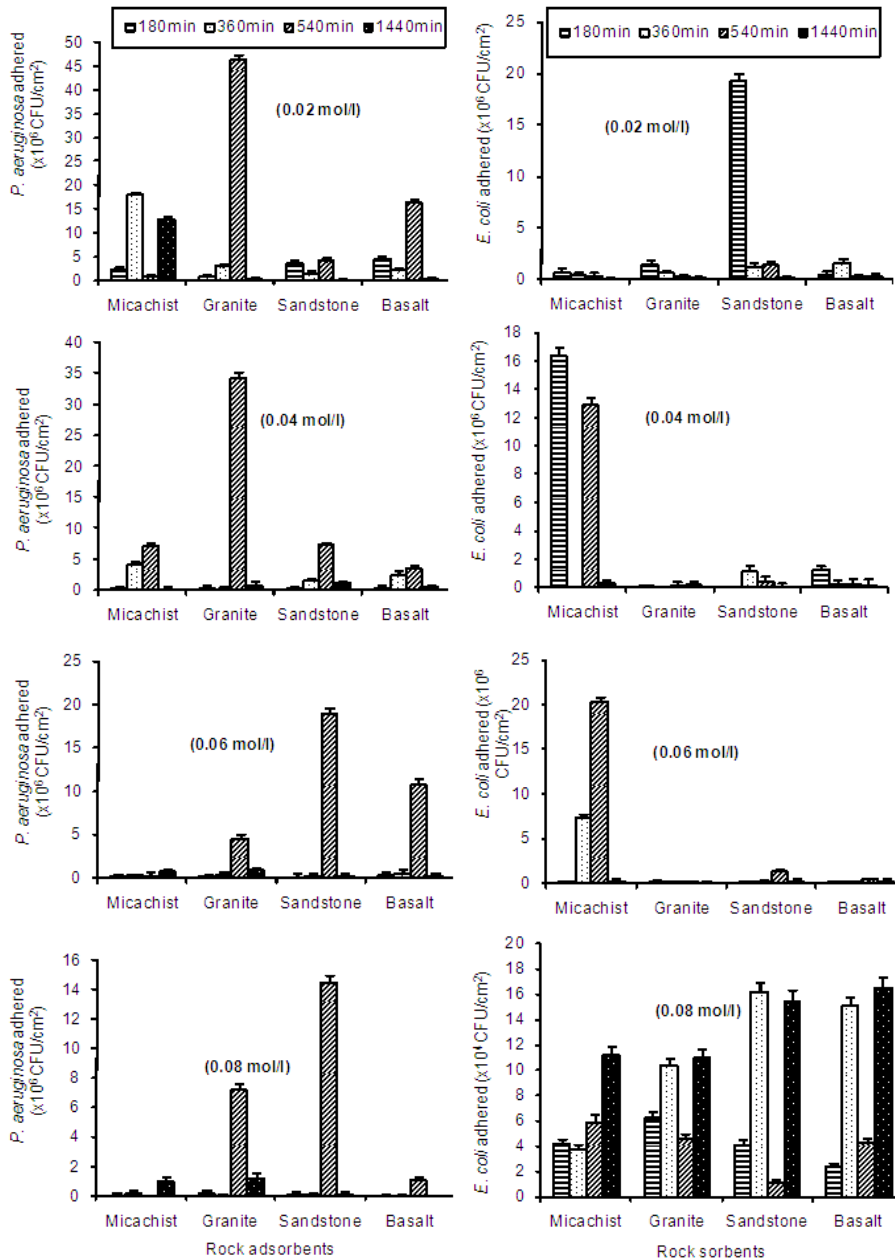 180min 360min 540min 1440min
P. aeruginosa adhered
(x10⁶ CFU/cm²)
50
45
40
35
30
25
20
15
10
5
0
(0.02 mol/l)
Micachist Granite Sandstone Basalt
180min 360min 540min 1440min
E. coli adhered (x10⁶ CFU/cm²)
25
20
15
10
5
0
(0.02 mol/l)
Micachist Granite Sandstone Basalt
P. aeruginosa adhered
(x10⁶ CFU/cm²)
40
35
30
25
20
15
10
5
0
(0.04 mol/l)
Micachist Granite Sandstone Basalt
E. coli adhered (x10⁶ CFU/cm²)
18
16
14
12
10
8
6
4
2
0
(0.04 mol/l)
Micachist Granite Sandstone Basalt
P. aeruginosa adhered
(x10⁶ CFU/cm²)
25
20
15
10
5
0
(0.06 mol/l)
Micachist Granite Sandstone Basalt
E. coli adhered (x10⁶
CFU/cm²)
25
20
15
10
5
0
(0.06 mol/l)
Micachist Granite Sandstone Basalt
P. aeruginosa adhered
(x10⁶ CFU/cm²)
16
14
12
10
8
6
4
2
0
(0.08 mol/l)
Micachist Granite Sandstone Basalt
Rock adsorbents
E. coli adhered (x10⁴ CFU/cm²)
20
18
16
14
12
10
8
6
4
2
0
(0.08 mol/l)
Micachist Granite Sandstone Basalt
Rock sorbents